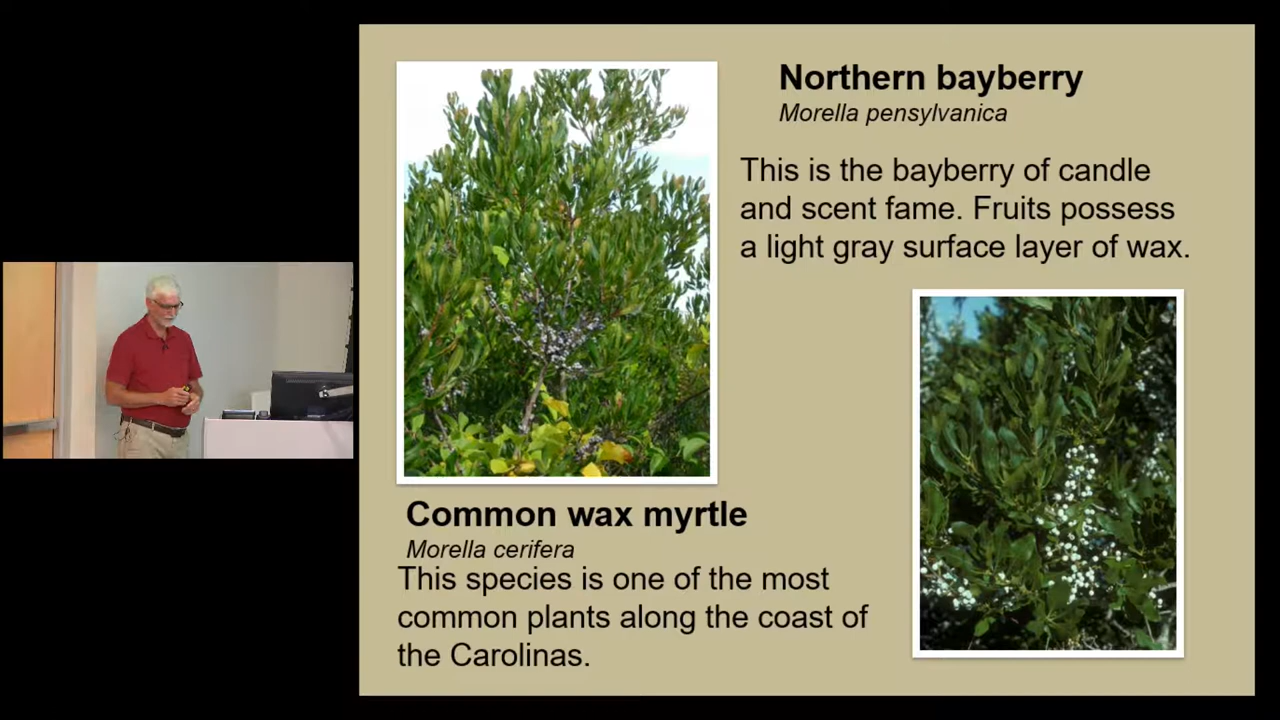 Northern bayberry
Morella pensylvanica
This is the bayberry of candle
and scent fame. Fruits possess
a light gray surface layer of wax.
Common wax myrtle
Morella cerifera
This species is one of the most
common plants along the coast of
the Carolinas.